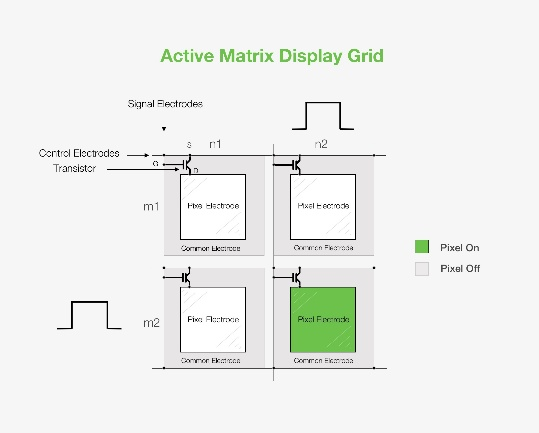 Active Matrix Display Grid
Signal Electrodes
s n1 n2
Control Electrodes
G
Transistor
D
m1
Pixel Electrode Pixel Electrode
Common Electrode Common Electrode
Pixel On
Pixel Off
m2
Pixel Electrode Pixel Electrode
Common Electrode Common Electrode